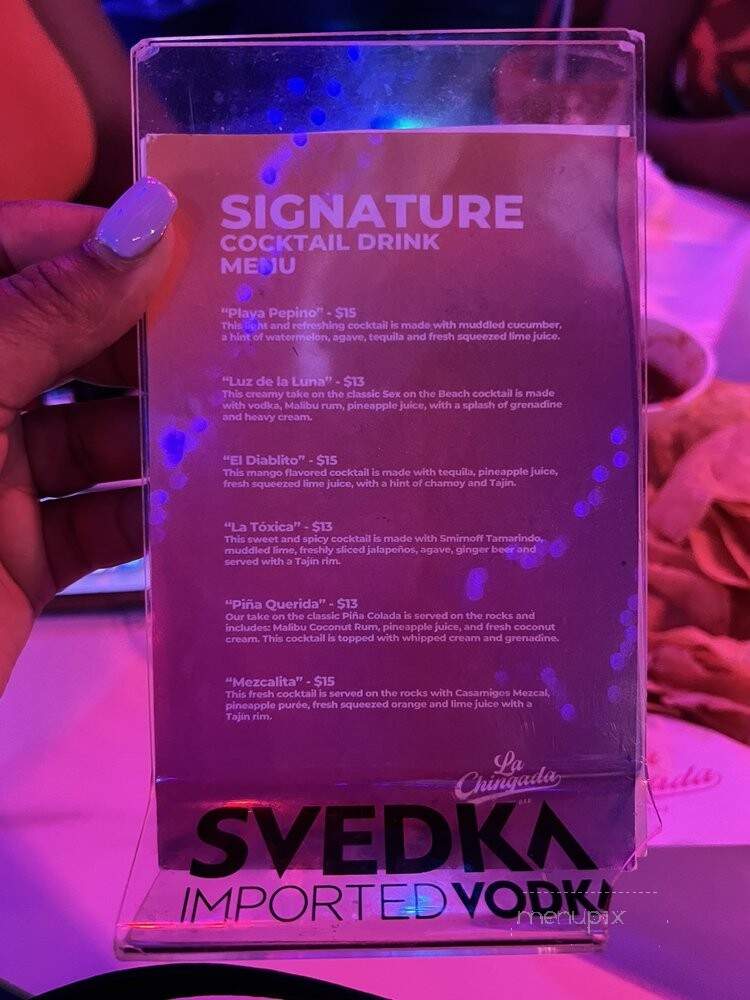 SIGNATURE
COCKTAIL DRINK
MENU
“Playa Pepino” - $15
This light and refreshing cocktail is made with muddled cucumber,
a hint of watermelon, agave, tequila and fresh squeezed lime juice.
“Luz de la Luna” - $13
This creamy take on the classic Sex on the Beach cocktail is made
with vodka, Malibu rum, pineapple juice, with a splash of grenadine
and heavy cream.
“El Diablito” - $15
This mango flavored cocktail is made with tequila, pineapple juice,
fresh squeezed lime juice, with a hint of chamoy and Tajín.
“La Tóxica” - $13
This sweet and spicy cocktail is made with Smirnoff Tamarindo,
muddled lime, freshly sliced jalapeños, agave, ginger beer and
served with a Tajín rim.
“Piña Querida” - $13
Our take on the classic Piña Colada is served on the rocks and
includes: Malibu Coconut Rum, pineapple juice, and fresh coconut
cream. This cocktail is topped with whipped cream and grenadine.
“Mezcalita” - $15
This fresh cocktail is served on the rocks with Casamigos Mezcal,
pineapple purée, fresh squeezed orange and lime juice with a
Tajín rim.
La
Chingada
BAR
SVEDKA
IMPORTED VODKA
menupix